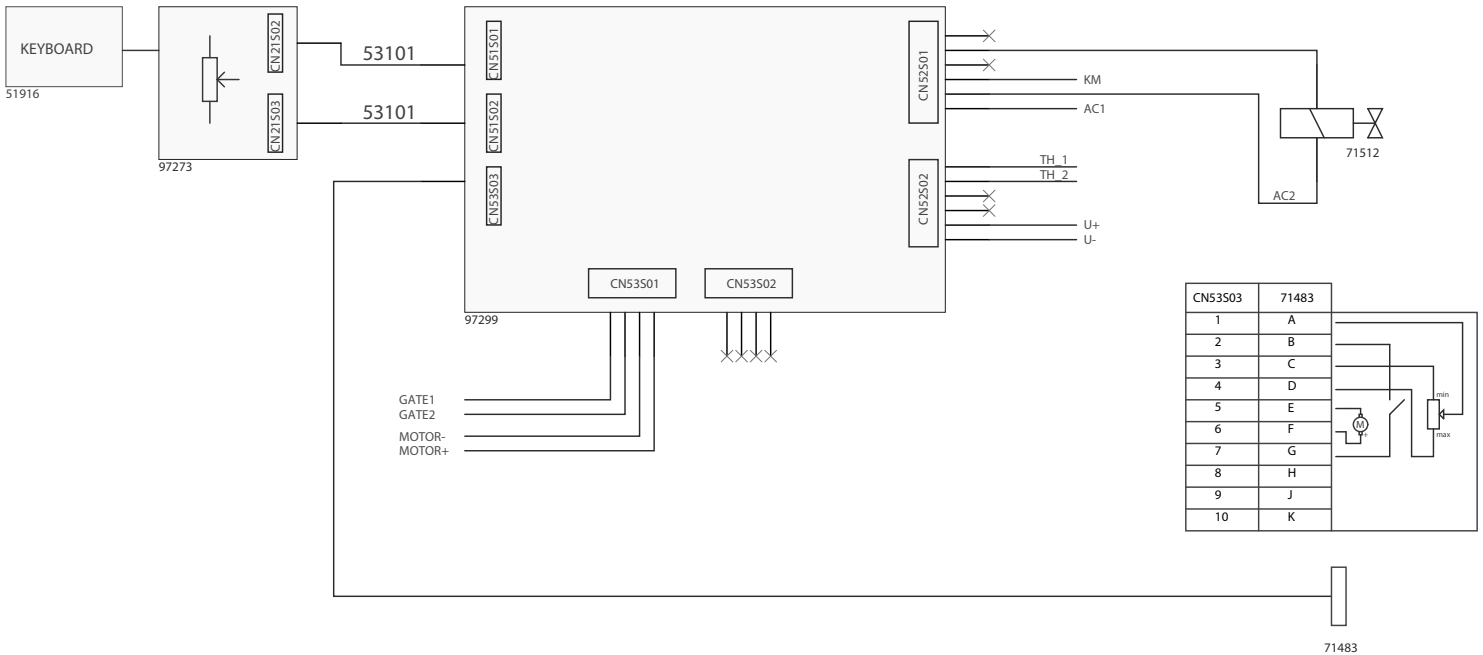 KEYBOARD
51916
CN21S02
CN21S03
97273
53101
53101
CN51S01
CN51S02
CN53S03
CN53S01
CN53S02
97299
CN52S01
CN52S02
KM
AC1
TH_1
TH_2
U+
U-
AC2
71512
GATE1
GATE2
MOTOR-
MOTOR+
CN53S03 71483
1 A
2 B
3 C
4 D
5 E
6 F
7 G
8 H
9 J
10 K
M
+
min
max
71483